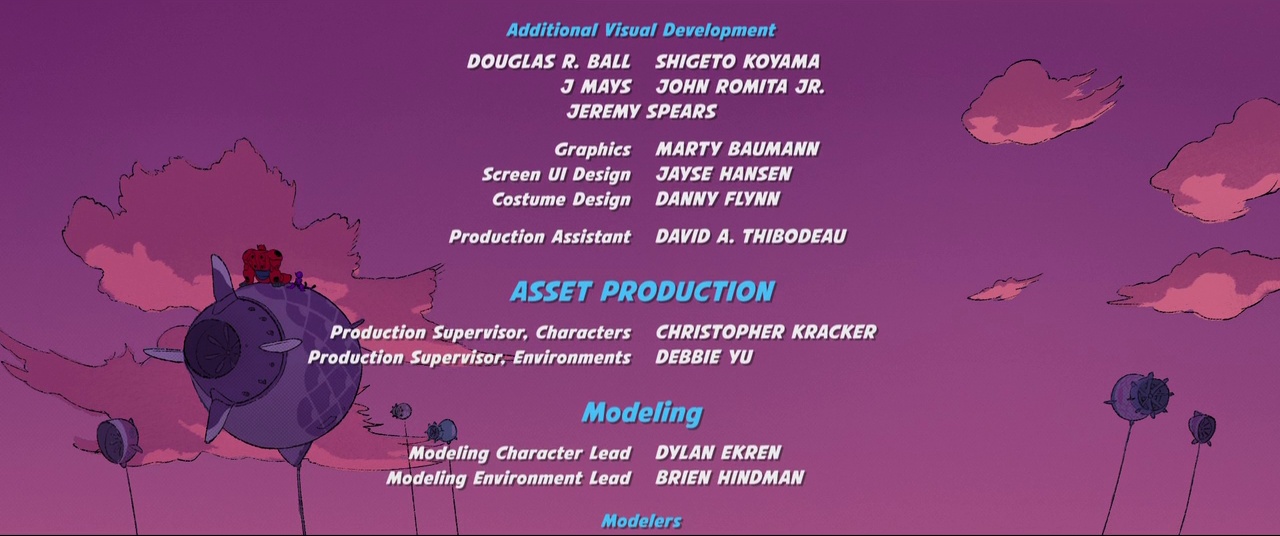 Additional Visual Development
DOUGLAS R. BALL SHIGETO KOYAMA
J MAYS JOHN ROMITA JR.
JEREMY SPEARS
Graphics MARTY BAUMANN
Screen UI Design JAYSE HANSEN
Costume Design DANNY FLYNN
Production Assistant DAVID A. THIBODEAU
ASSET PRODUCTION
Production Supervisor, Characters CHRISTOPHER KRACKER
Production Supervisor, Environments DEBBIE YU
Modeling
Modeling Character Lead DYLAN EKREN
Modeling Environment Lead BRIEN HINDMAN
Modelers